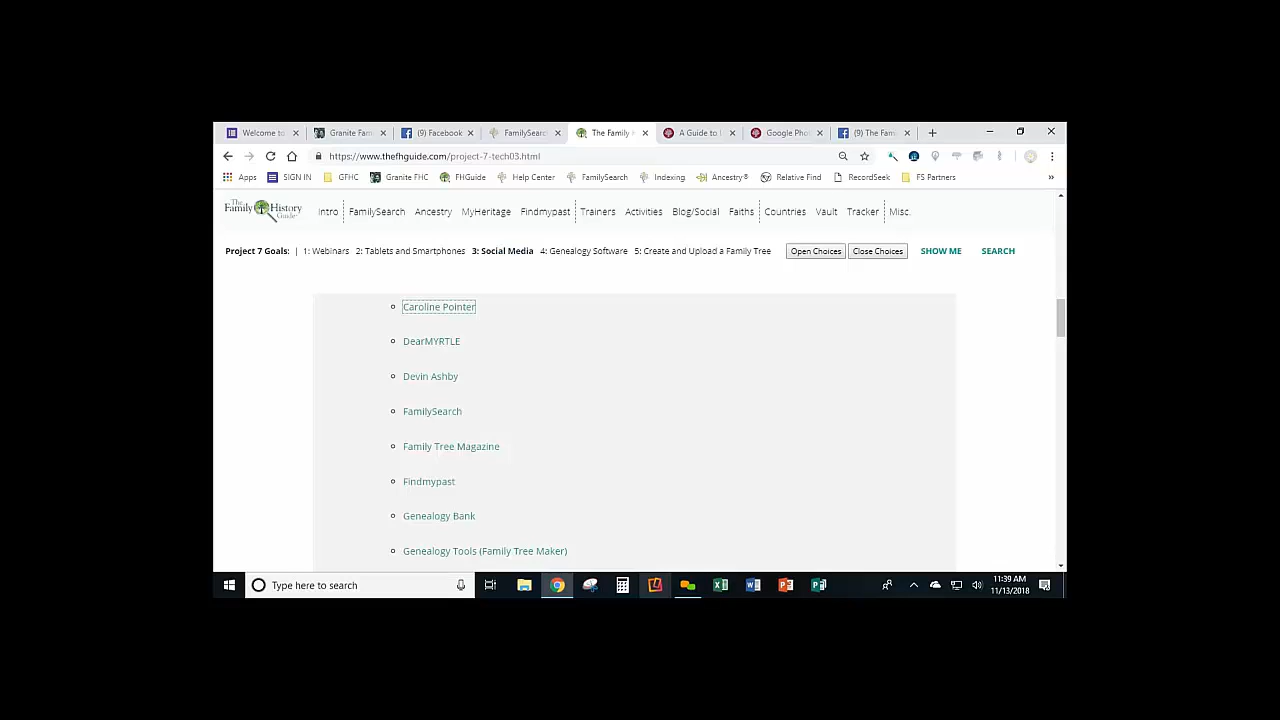 Welcome to
Granite Fam
(9) Facebook
FamilySearch
The Family H
A Guide to
Google Pho
(9) The Fam
https://www.thefhguide.com/project-7-tech03.html
Apps SIGN IN GFHC Granite FHC FHGuide Help Center FamilySearch Indexing Ancestry® Relative Find RecordSeek FS Partners »
The Family History Guide
Intro FamilySearch Ancestry MyHeritage Findmypast Trainers Activities Blog/Social Faiths Countries Vault Tracker Misc.
Project 7 Goals: | 1: Webinars 2: Tablets and Smartphones 3: Social Media 4: Genealogy Software 5: Create and Upload a Family Tree Open Choices Close Choices SHOW ME SEARCH
Caroline Pointer
DearMYRTLE
Devin Ashby
FamilySearch
Family Tree Magazine
Findmypast
Genealogy Bank
Genealogy Tools (Family Tree Maker)
Type here to search
11:39 AM
11/13/2018